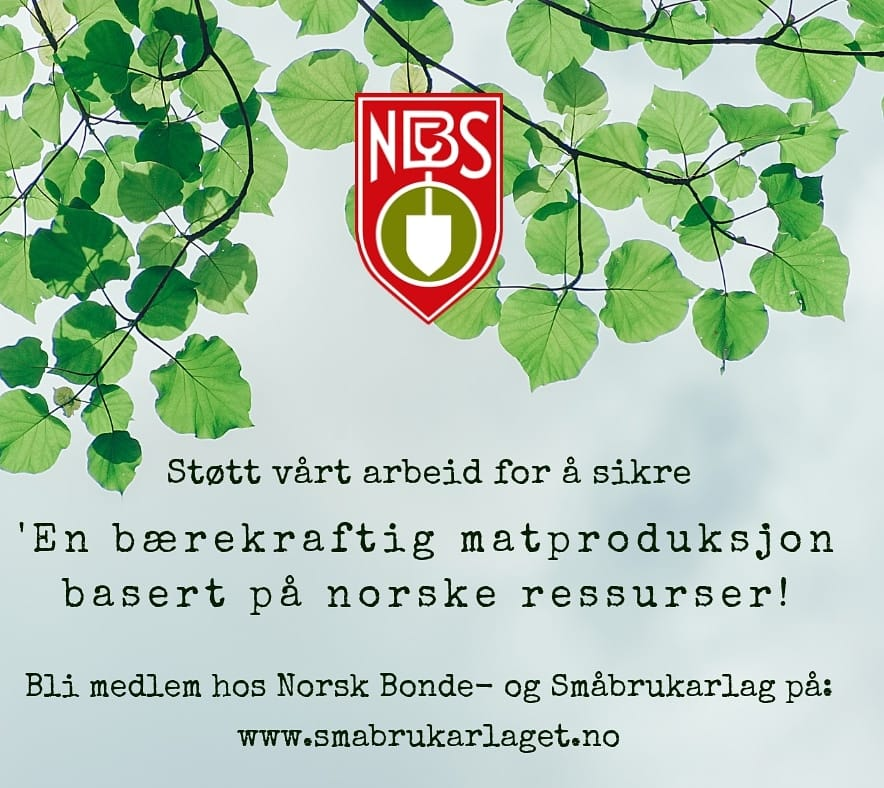 NBS
Støtt vårt arbeid for å sikre
'En bærekraftig matproduksjon
basert på norske ressurser!
Bli medlem hos Norsk Bonde- og Småbrukarlag på:
www.smabrukarlaget.no